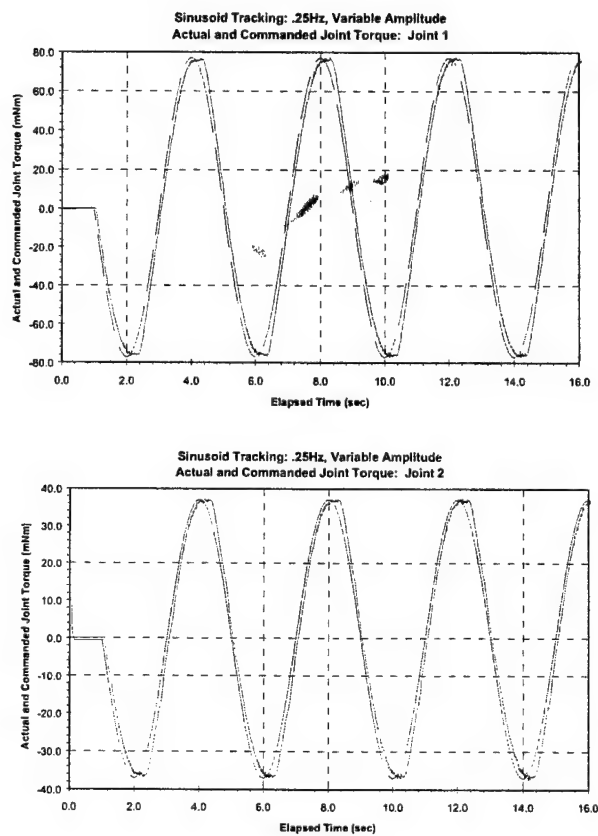 Sinusoid Tracking: .25Hz, Variable Amplitude
Actual and Commanded Joint Torque: Joint 1
Actual and Commanded Joint Torque (mNm)
80.0
60.0
40.0
20.0
0.0
-20.0
-40.0
-60.0
-80.0
0.0 2.0 4.0 6.0 8.0 10.0 12.0 14.0 16.0
Elapsed Time (sec)
Sinusoid Tracking: .25Hz, Variable Amplitude
Actual and Commanded Joint Torque: Joint 2
Actual and Commanded Joint Torque (mNm)
40.0
30.0
20.0
10.0
0.0
-10.0
-20.0
-30.0
-40.0
0.0 2.0 4.0 6.0 8.0 10.0 12.0 14.0 16.0
Elapsed Time (sec)